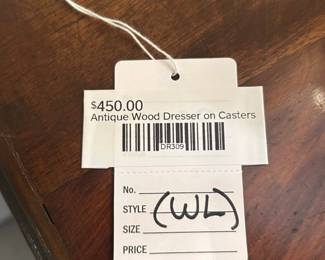 $450.00
Antique Wood Dresser on Casters
DR309
No.
STYLE (WL)
SIZE
PRICE